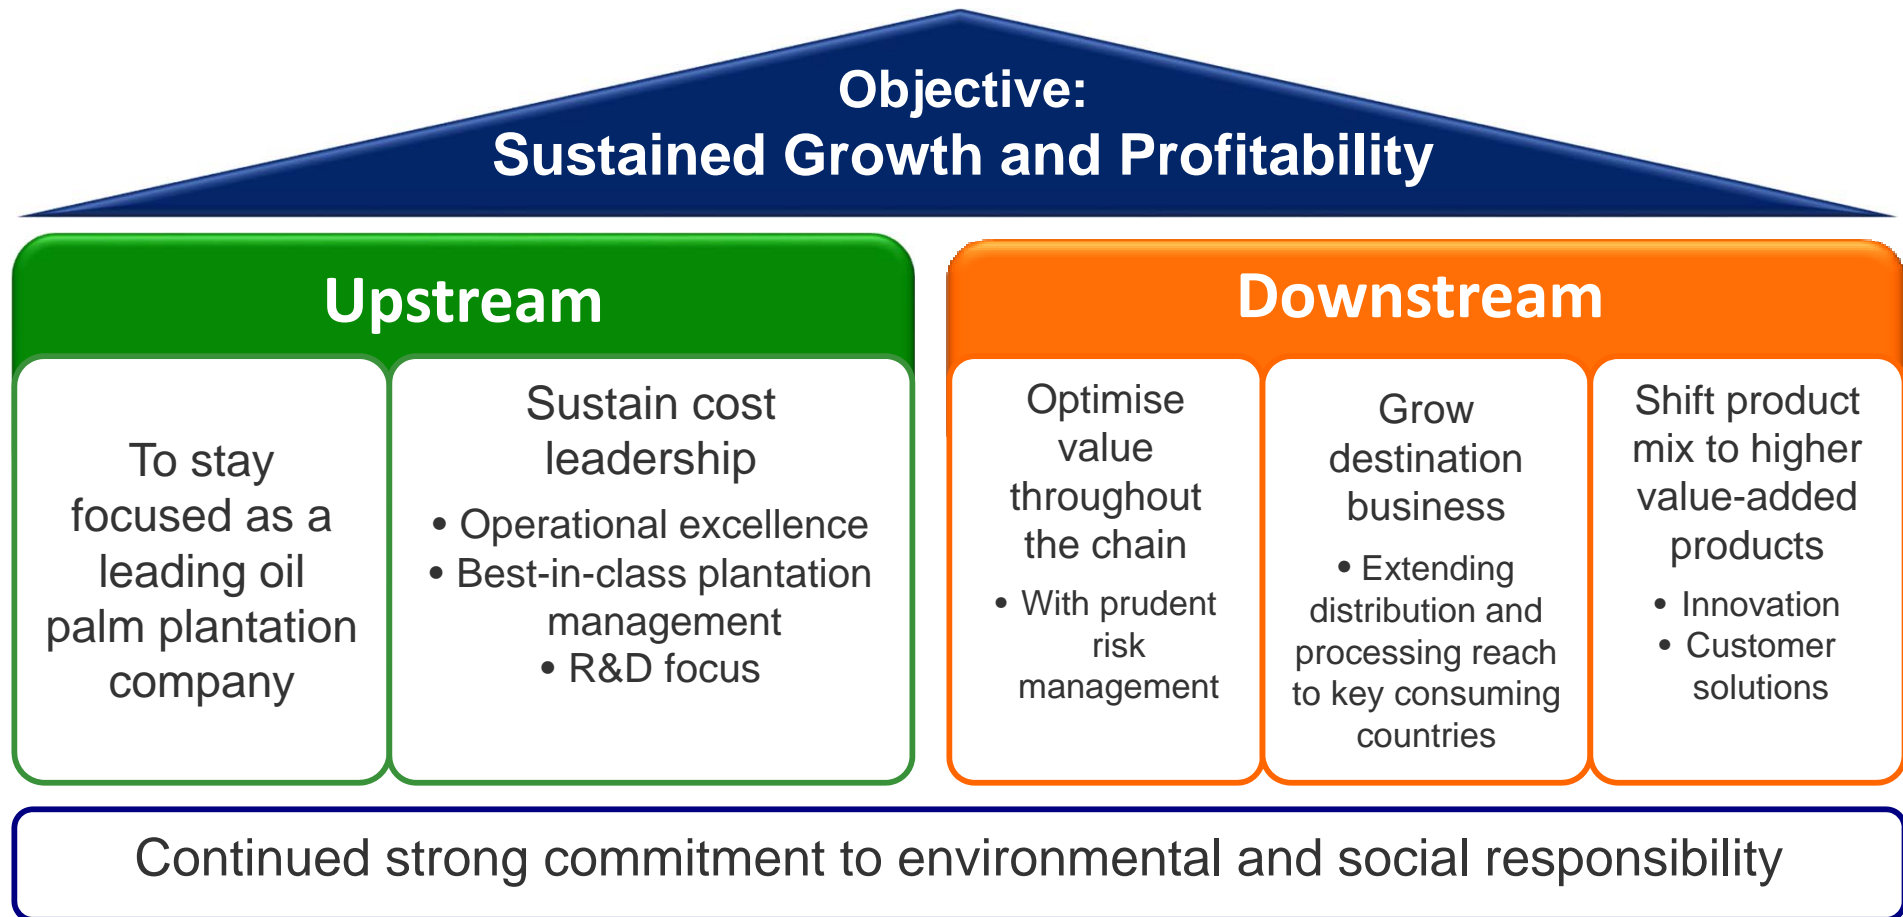 Objective:
Sustained Growth and Profitability
Upstream
To stay
focused as a
leading oil
palm plantation
company
Sustain cost
leadership
• Operational excellence
• Best-in-class plantation
management
• R&D focus
Downstream
Optimise
value
throughout
the chain
• With prudent
risk
management
Grow
destination
business
• Extending
distribution and
processing reach
to key consuming
countries
Shift product
mix to higher
value-added
products
• Innovation
• Customer
solutions
Continued strong commitment to environmental and social responsibility